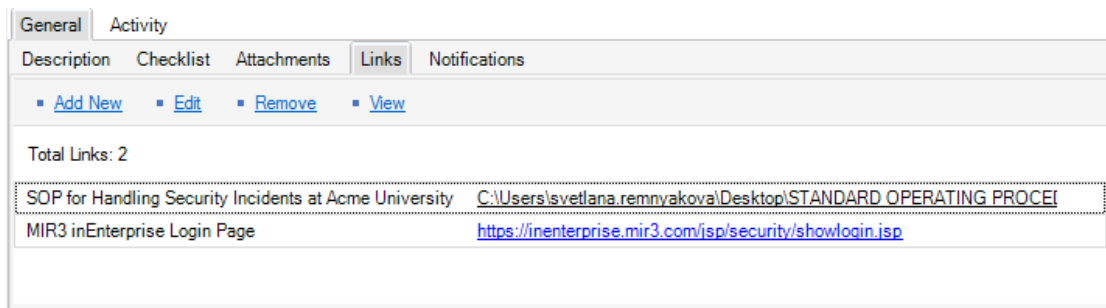 General Activity
Description Checklist Attachments Links Notifications
Add New Edit Remove View
Total Links: 2
SOP for Handling Security Incidents at Acme University C:\Users\svetlana.remnyakova\Desktop\STANDARD OPERATING PROCEI
MIR3 inEnterprise Login Page https://inenterprise.mir3.com/jsp/security/showlogin.jsp